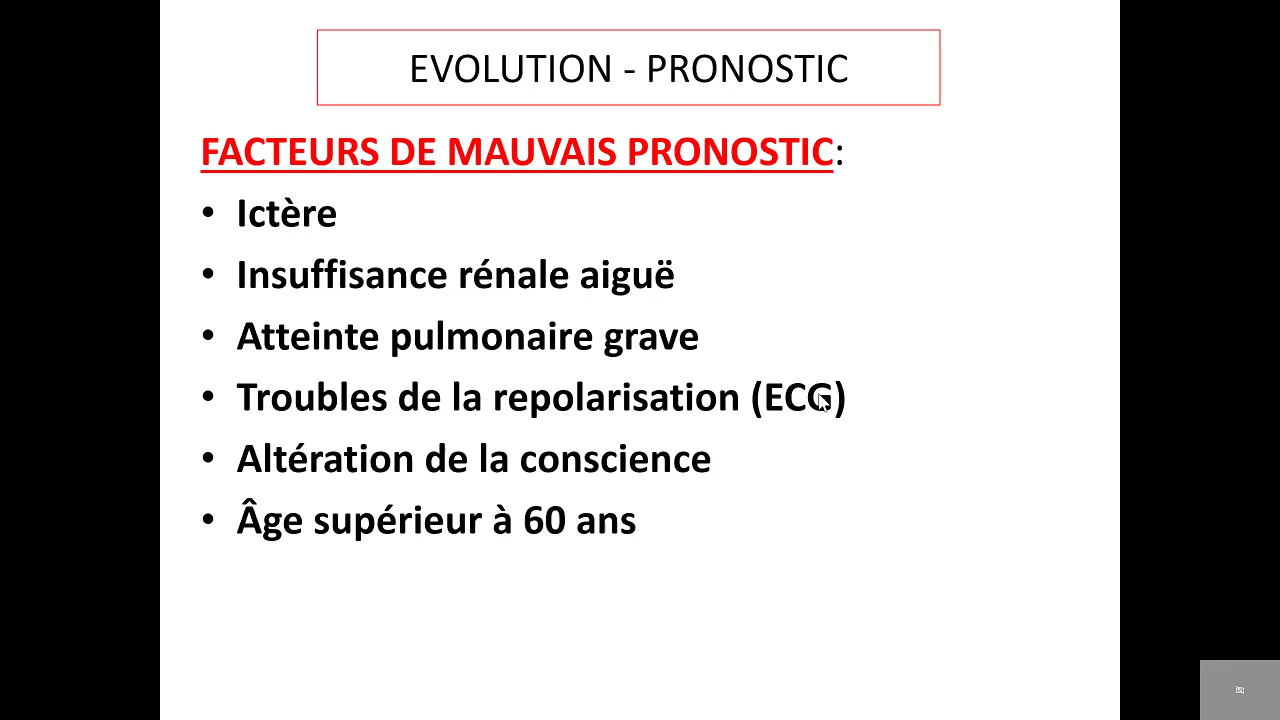 EVOLUTION - PRONOSTIC
FACTEURS DE MAUVAIS PRONOSTIC:
• Ictère
• Insuffisance rénale aiguë
• Atteinte pulmonaire grave
• Troubles de la repolarisation (ECG)
• Altération de la conscience
• Âge supérieur à 60 ans